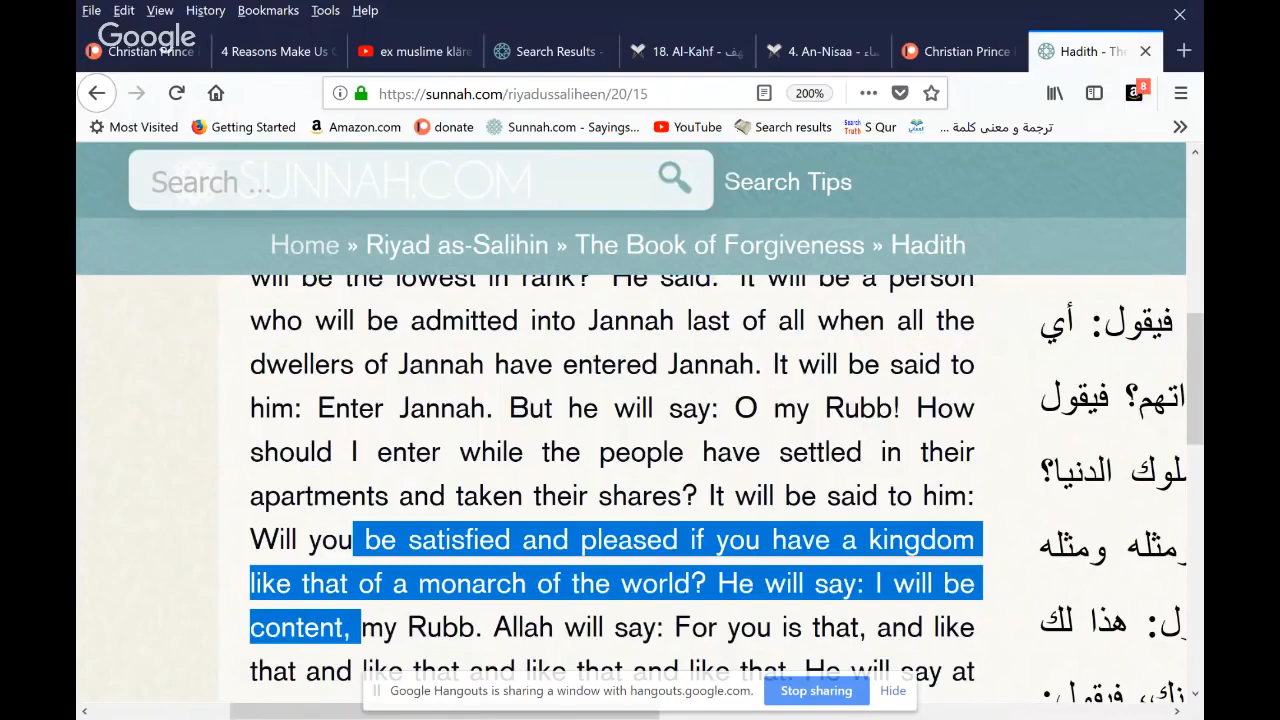 File Edit View History Bookmarks Tools Help
Google
Christian Prince 4 Reasons Make Us ex muslime kläre Search Results - 18. Al-Kahf - 4. An-Nisaa - Christian Prince Hadith - The
https://sunnah.com/riyadussaliheen/20/15 200% 8
Most Visited Getting Started Amazon.com donate Sunnah.com - Sayings... YouTube Search results Search Truth S Qur ترجمة و معنى كلمة ...
Search ... SUNNAH.COM Search Tips
Home » Riyad as-Salihin » The Book of Forgiveness » Hadith
will be the lowest in rank? He said: "It will be a person
who will be admitted into Jannah last of all when all the
dwellers of Jannah have entered Jannah. It will be said to
him: Enter Jannah. But he will say: O my Rubb! How
should I enter while the people have settled in their
apartments and taken their shares? It will be said to him:
Will you be satisfied and pleased if you have a kingdom
like that of a monarch of the world? He will say: I will be
content, my Rubb. Allah will say: For you is that, and like
that and like that and like that and like that. He will say at
فيقول: أي
اتهم؟ فيقول
لوك الدنيا؟
مثله ومثله
ل: هذا لك
فيقول:
Google Hangouts is sharing a window with hangouts.google.com. Stop sharing Hide